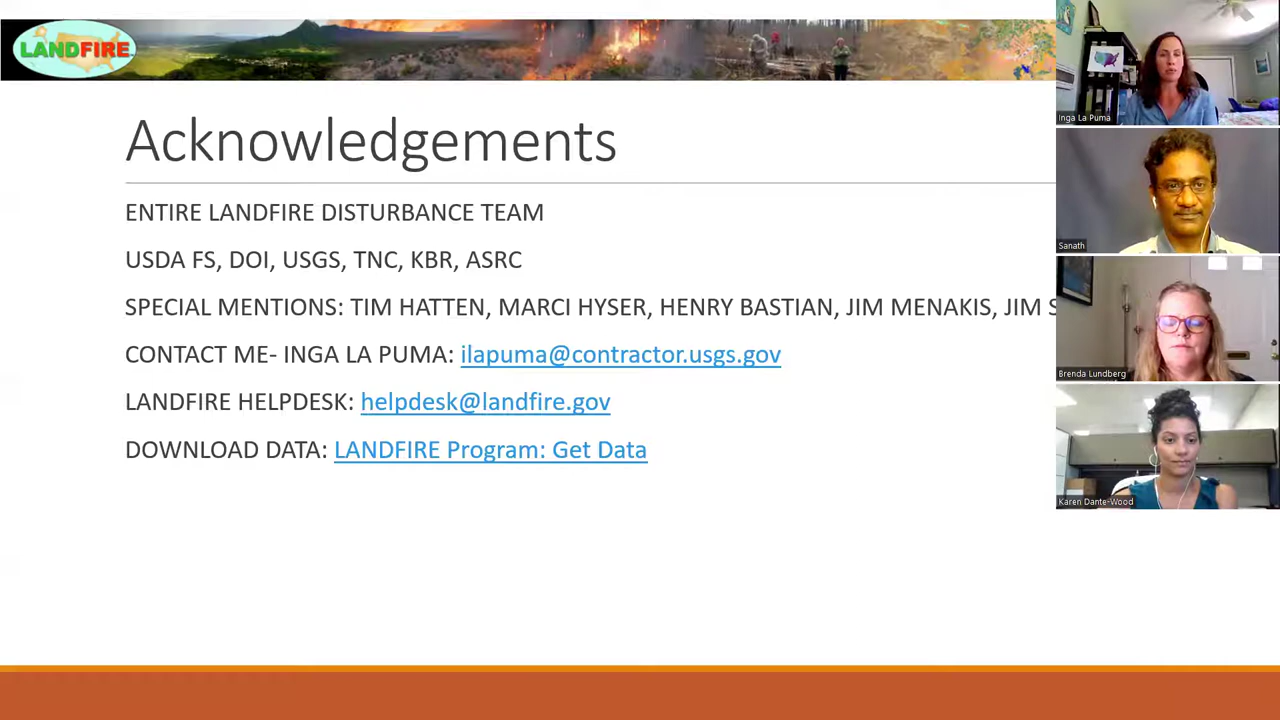 LANDFIRE
Acknowledgements
ENTIRE LANDFIRE DISTURBANCE TEAM
USDA FS, DOI, USGS, TNC, KBR, ASRC
SPECIAL MENTIONS: TIM HATTEN, MARCI HYSER, HENRY BASTIAN, JIM MENAKIS, JIM S
CONTACT ME- INGA LA PUMA: ilapuma@contractor.usgs.gov
LANDFIRE HELPDESK: helpdesk@landfire.gov
DOWNLOAD DATA: LANDFIRE Program: Get Data
Inga La Puma
Sanath
Brenda Lundberg
Karen Dante-Wood